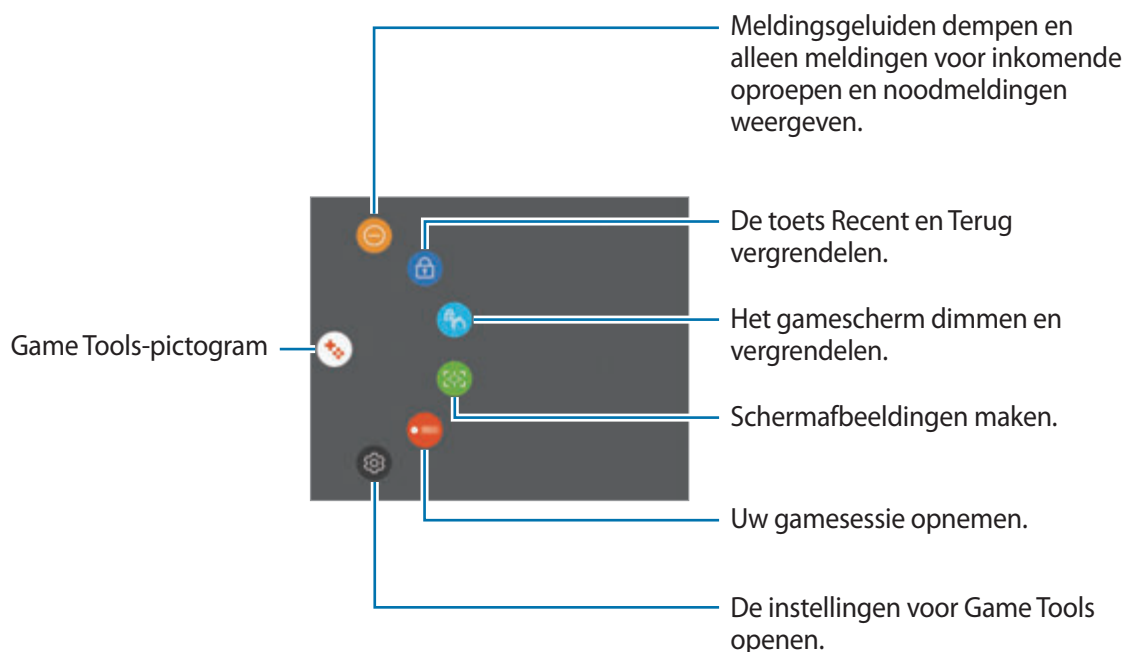 Meldingsgeluiden dempen en
alleen meldingen voor inkomende
oproepen en noodmeldingen
weergeven.
De toets Recent en Terug
vergrendelen.
Het gamescherm dimmen en
vergrendelen.
Game Tools-pictogram
Schermafbeeldingen maken.
Uw gamesessie opnemen.
De instellingen voor Game Tools
openen.